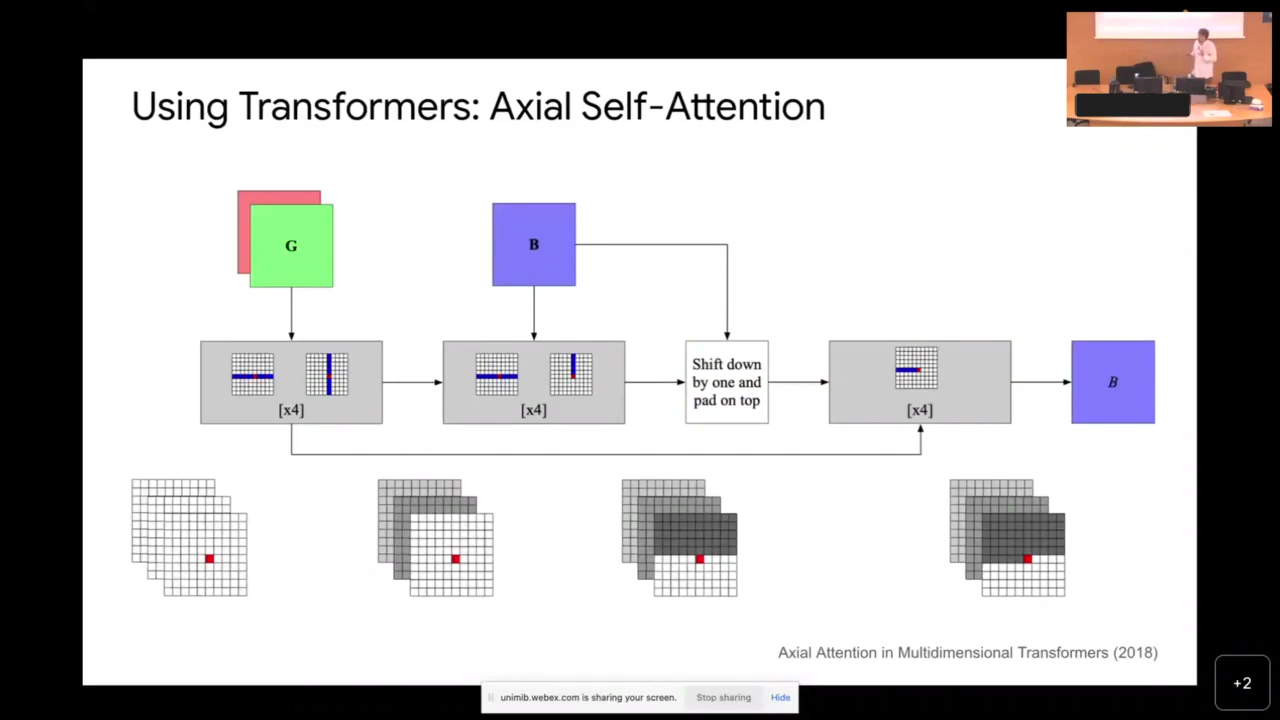 Using Transformers: Axial Self-Attention
G
B
[x4]
[x4]
Shift down
by one and
pad on top
[x4]
B
Axial Attention in Multidimensional Transformers (2018)
unimib.webex.com is sharing your screen.
Stop sharing
Hide
+2